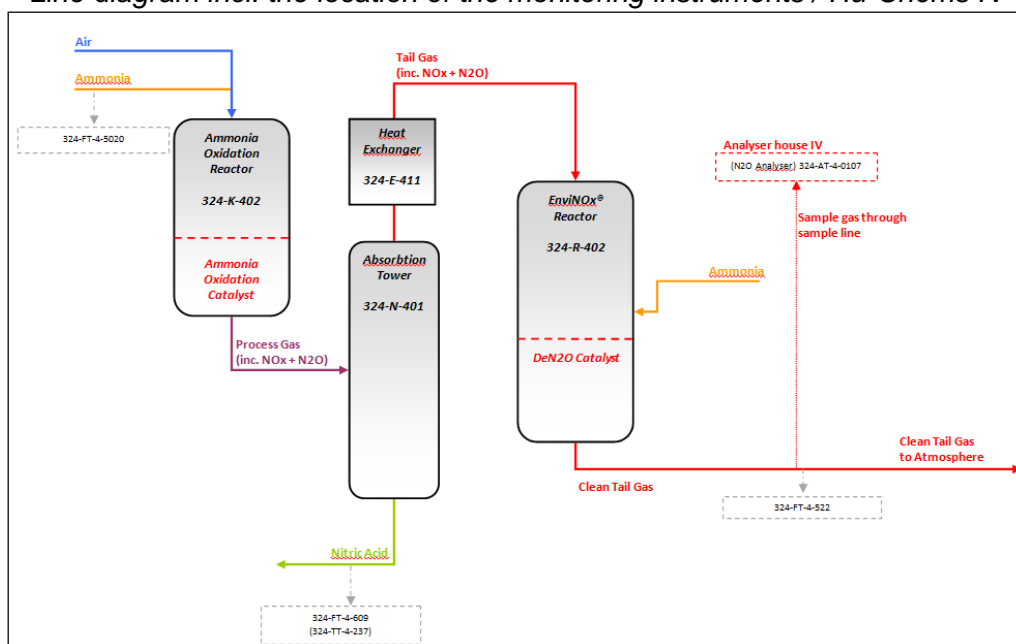 Line diagram incl. the location of the monitoring instruments / Hu-Chems IV
Air
Ammonia
324-FT-4-5020
Ammonia
Oxidation
Reactor
324-K-402
Ammonia
Oxidation
Catalyst
Process Gas
(inc. NOx + N2O)
Tail Gas
(inc. NOx + N2O)
Heat
Exchanger
324-E-411
Absorbtion
Tower
324-N-401
Nitric Acid
324-FT-4-609
(324-TT-4-237)
EnviNOx®
Reactor
324-R-402
DeN2O Catalyst
Ammonia
Analyser house IV
(N2O Analyser) 324-AT-4-0107
Sample gas through
sample line
Clean Tail Gas
to Atmosphere
Clean Tail Gas
324-FT-4-522